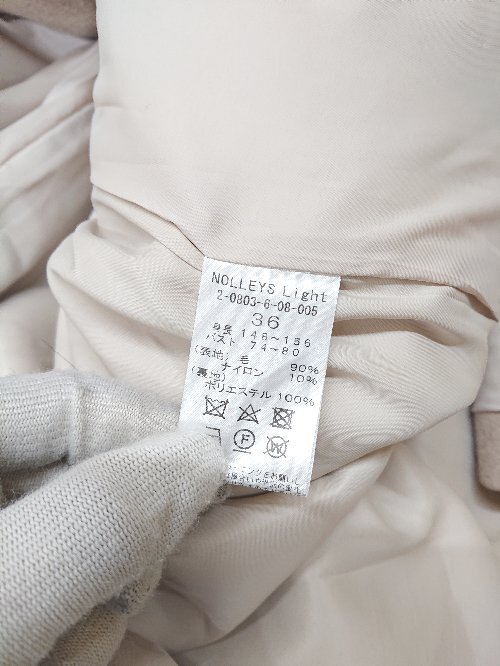 NOLLEYS Light
2-0803-6-08-005
36
身長 148~156
バスト 74~80
(表地)毛 90%
ナイロン 10%
(裏地)
ポリエステル 100%
F
W